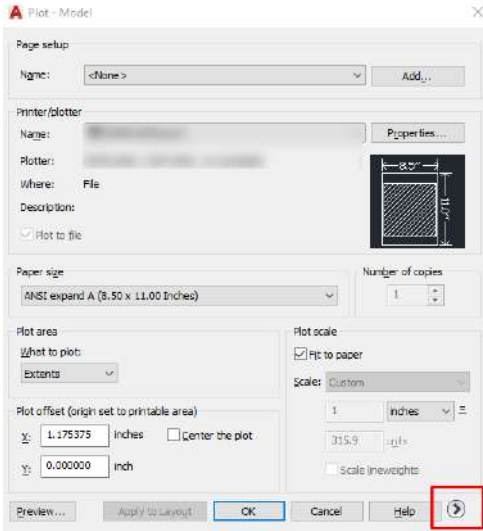 Plot - Model
Page setup
Name: <None> Add...
Printer/plotter
Name: Properties...
Plotter:
Where: File
Description:
Plot to file
8.5"
11.0"
Paper size
ANSI expand A (8.50 x 11.00 Inches)
Number of copies
1
Plot area
What to plot:
Extents
Plot scale
Fit to paper
Scale: Custom
1 inches =
315.9 units
Scale lineweights
Plot offset (origin set to printable area)
X: 1.175375 inches Center the plot
Y: 0.000000 inch
Preview... Apply to Layout OK Cancel Help